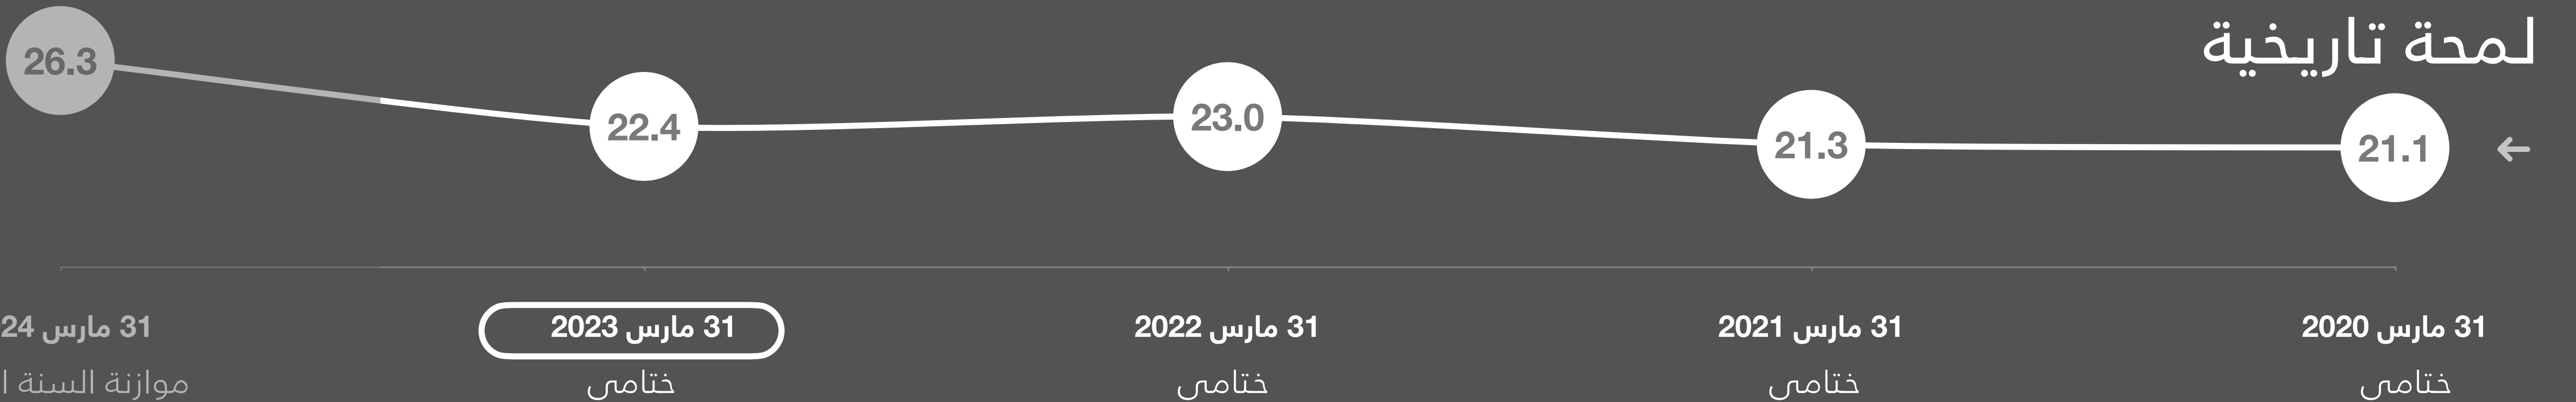 لمحة تاريخية
21.1
21.3
23.0
22.4
26.3
31 مارس 2020
31 مارس 2021
31 مارس 2022
31 مارس 2023
31 مارس 24
ختامي
ختامي
ختامي
ختامي
موازنة السنة